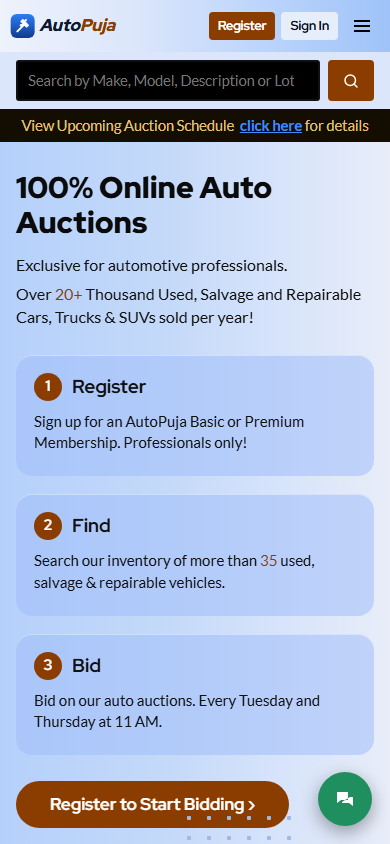 AutoPuja
Register
Sign In
Search by Make, Model, Description or Lot
View Upcoming Auction Schedule click here for details
100% Online Auto
Auctions
Exclusive for automotive professionals.
Over 20+ Thousand Used, Salvage and Repairable
Cars, Trucks & SUVs sold per year!
1 Register
Sign up for an AutoPuja Basic or Premium
Membership. Professionals only!
2 Find
Search our inventory of more than 35 used,
salvage & repairable vehicles.
3 Bid
Bid on our auto auctions. Every Tuesday and
Thursday at 11 AM.
Register to Start Bidding ›